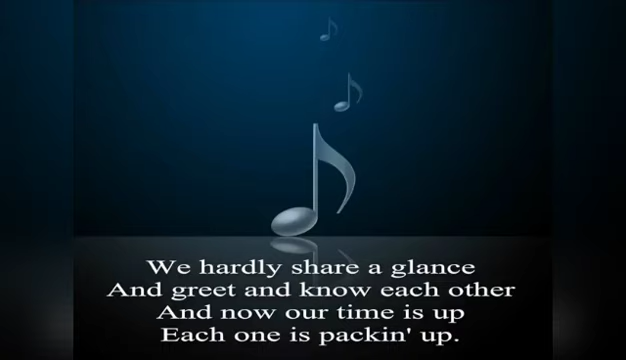 We hardly share a glance
And greet and know each other
And now our time is up
Each one is packin' up.